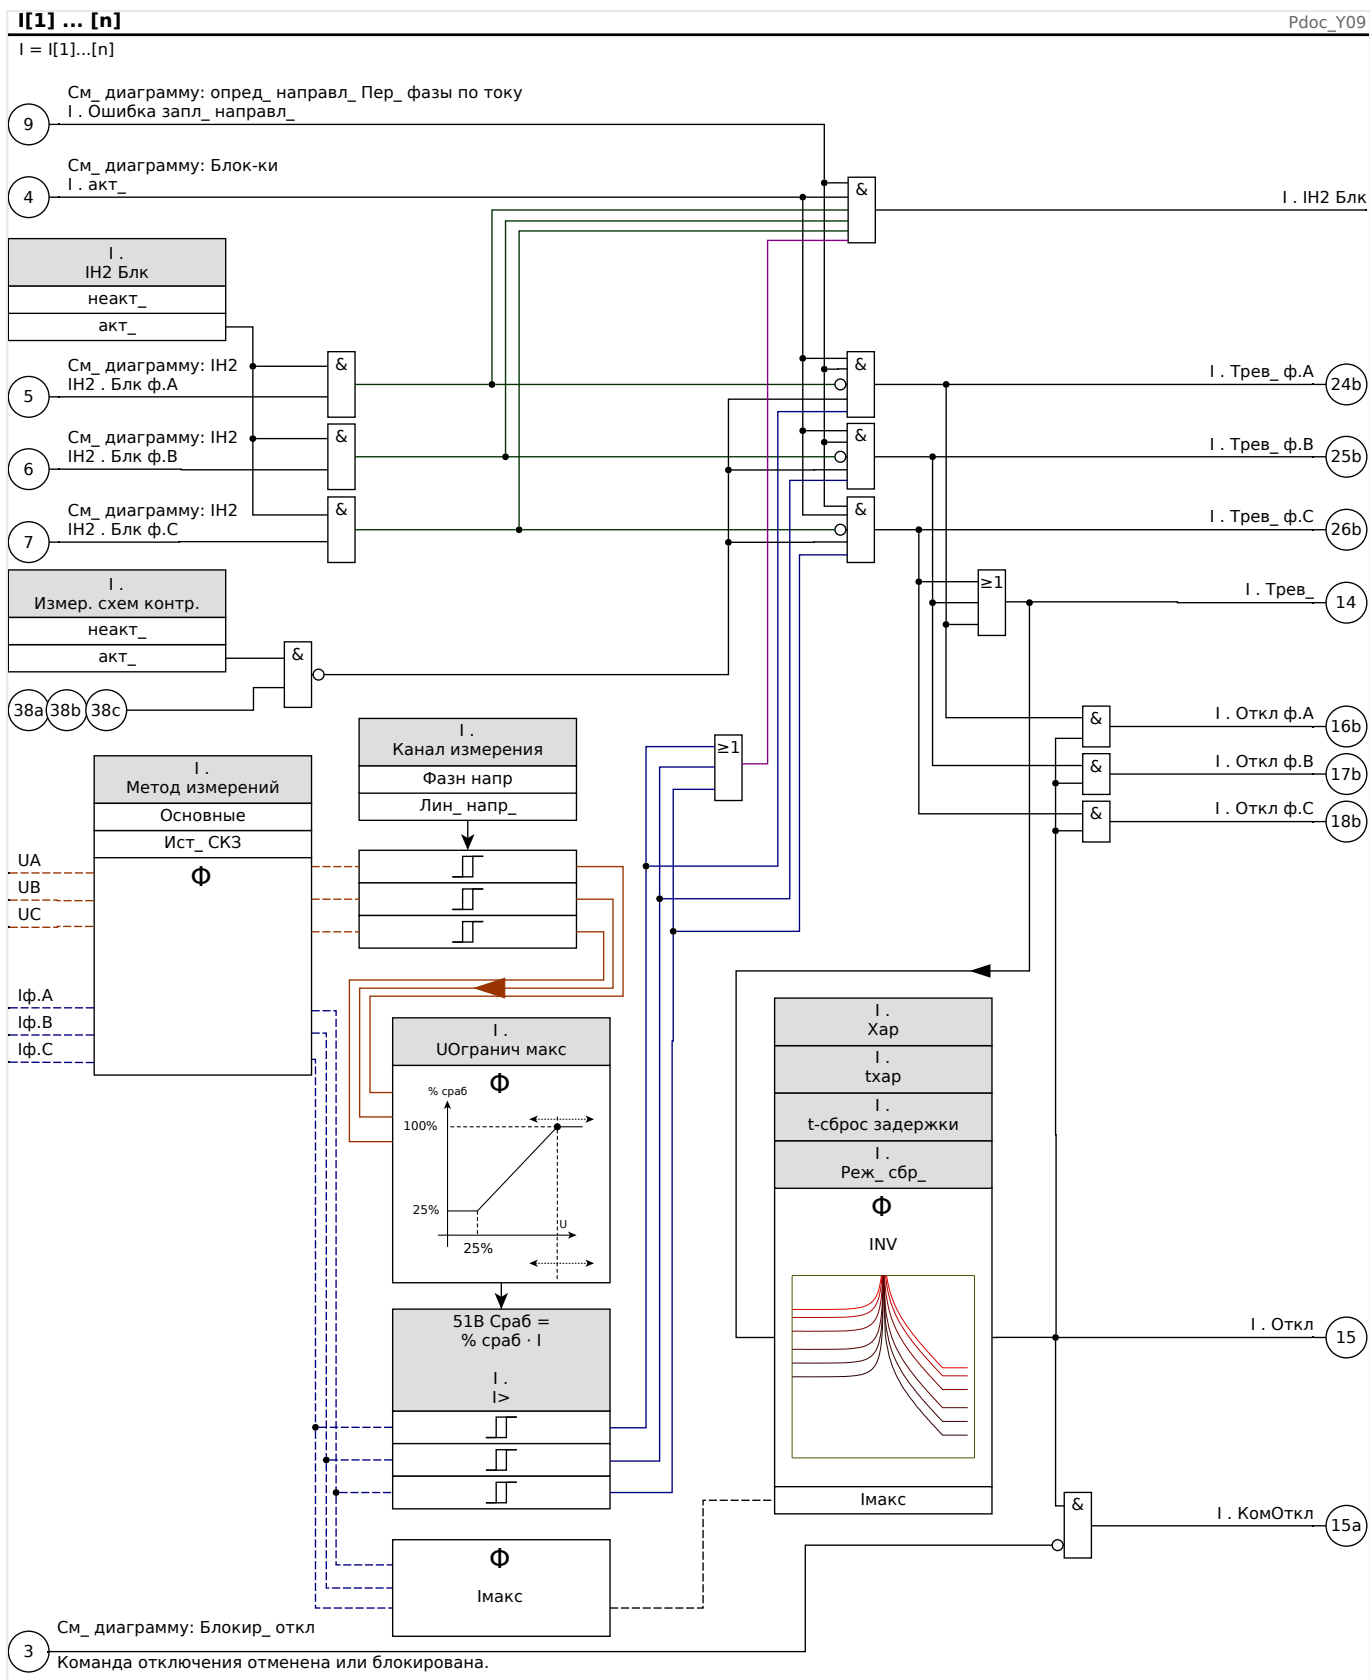 I[1] ... [n]
Pdoc_Y09
I = I[1]...[n]
См_ диаграмму: опред_ направл_ Пер_ фазы по току
9
I . Ошибка запл_ направл_
См_ диаграмму: Блок-ки
4
I . акт_
&
I . IH2 Блк
I .
IH2 Блк
неакт_
акт_
См_ диаграмму: IH2
5
IH2 . Блк ф.A
&
&
I . Трев_ ф.A
24b
См_ диаграмму: IH2
6
IH2 . Блк ф.B
&
&
I . Трев_ ф.B
25b
См_ диаграмму: IH2
7
IH2 . Блк ф.C
&
&
I . Трев_ ф.C
26b
I .
Измер. схем контр.
неакт_
акт_
&
≥1
I . Трев_
14
38a
38b
38c
I .
Канал измерения
Фазн напр
Лин_ напр_
≥1
&
I . Откл ф.A
16b
&
I . Откл ф.B
17b
&
I . Откл ф.C
18b
I .
Метод измерений
Основные
Ист_ СКЗ
Φ
UA
UB
UC
Iф.A
Iф.B
Iф.C
I .
UОгранич макс
Φ
% сраб
100%
25%
U
25%
51В Сраб =
% сраб · I
I .
I>
Φ
Iмакс
I .
Хар
I .
tхар
I .
t-сброс задержки
I .
Реж_ сбр_
Φ
INV
Iмакс
I . Откл
15
&
I . КомОткл
15a
См_ диаграмму: Блокир_ откл
3
Команда отключения отменена или блокирована.